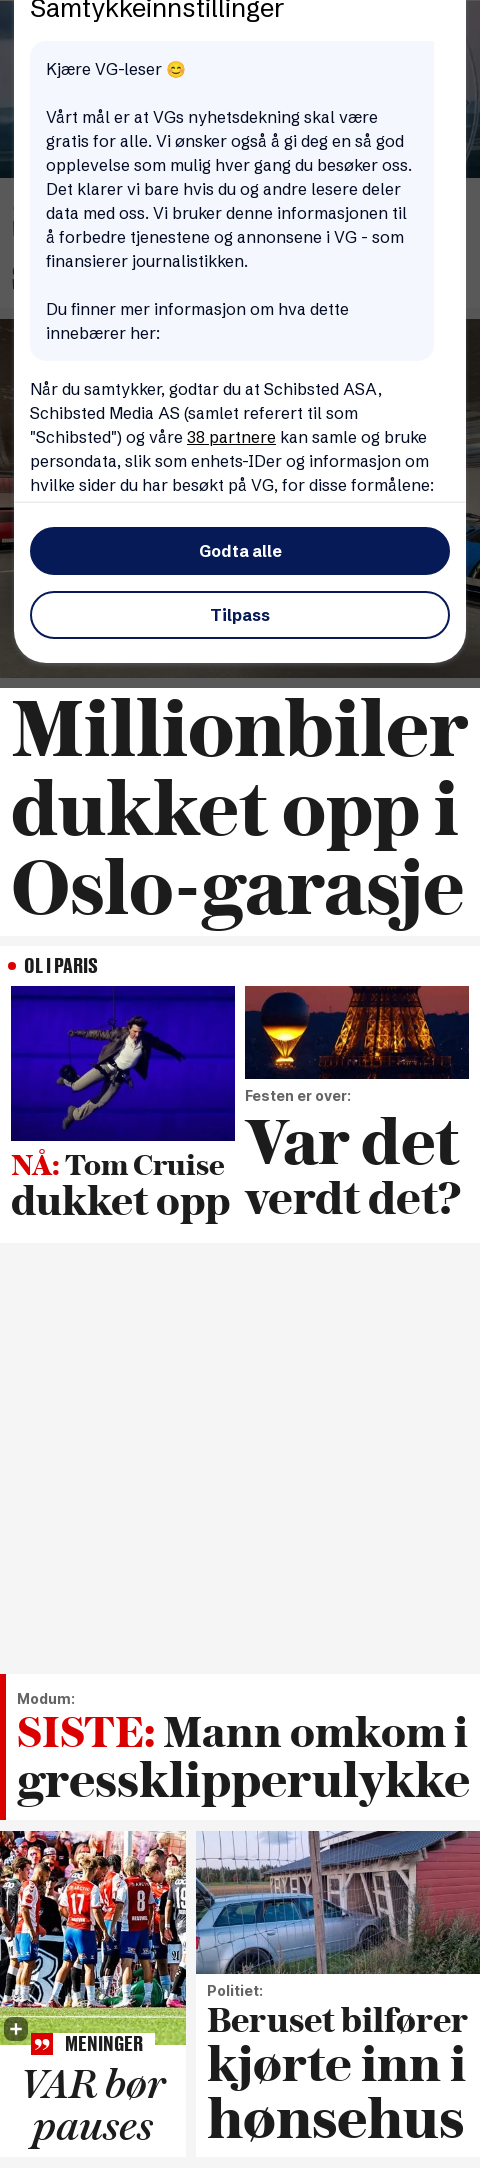 Samtykkeinnstillinger
Kjære VG-leser 😊
Vårt mål er at VGs nyhetsdekning skal være
gratis for alle. Vi ønsker også å gi deg en så god
opplevelse som mulig hver gang du besøker oss.
Det klarer vi bare hvis du og andre lesere deler
data med oss. Vi bruker denne informasjonen til
å forbedre tjenestene og annonsene i VG - som
finansierer journalistikken.
Du finner mer informasjon om hva dette
innebærer her:
Når du samtykker, godtar du at Schibsted ASA,
Schibsted Media AS (samlet referert til som
"Schibsted") og våre 38 partnere kan samle og bruke
persondata, slik som enhets-IDer og informasjon om
hvilke sider du har besøkt på VG, for disse formålene:
Godta alle
Tilpass
Millionbiler
dukket opp i
Oslo-garasje
OL I PARIS
NÅ: Tom Cruise
dukket opp
Festen er over:
Var det
verdt det?
Modum:
SISTE: Mann omkom i
gressklipperulykke
17
8
MENINGER
VAR bør
pauses
Politiet:
Beruset bilfører
kjørte inn i
hønsehus